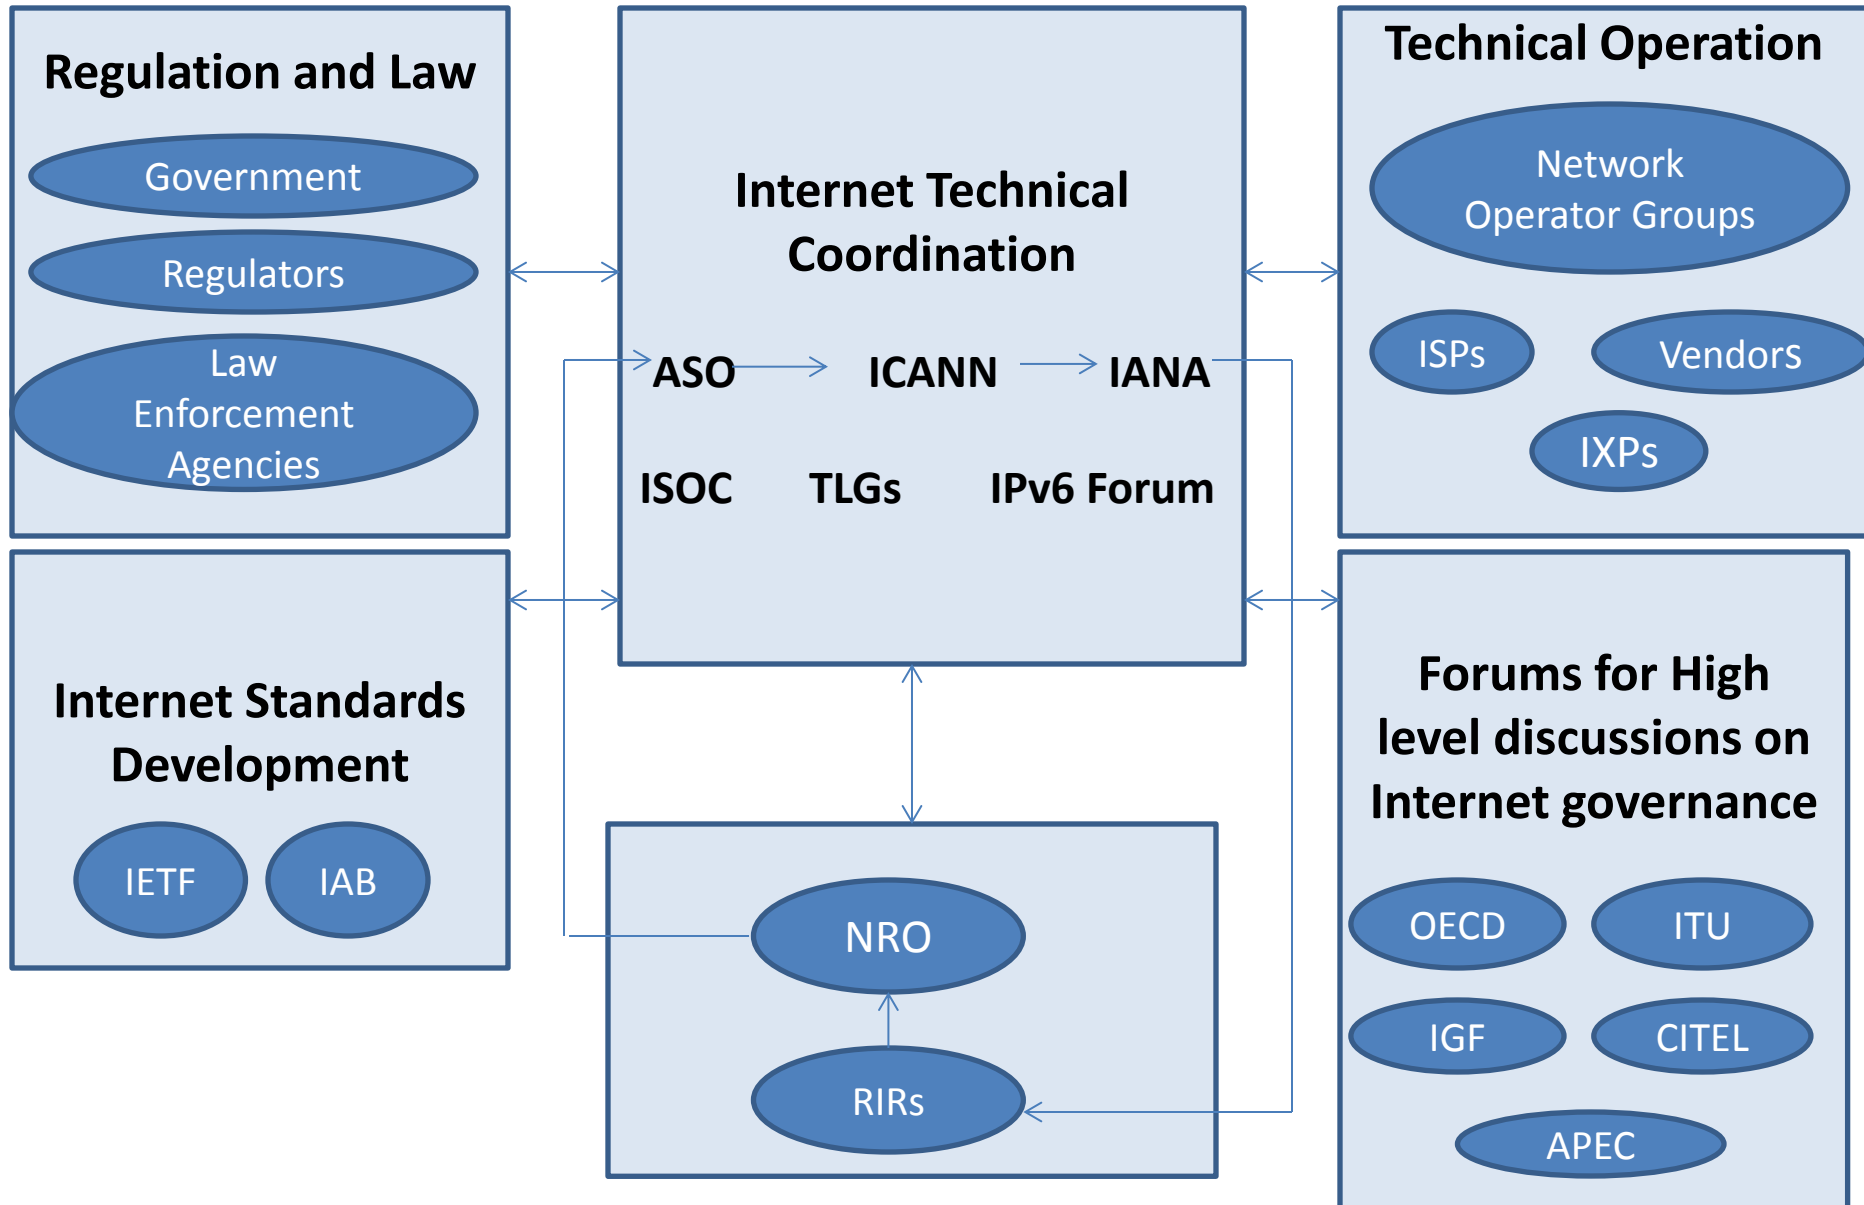 Regulation and Law
Government
Regulators
Law
Enforcement
Agencies
Internet Technical
Coordination
ASO
ICANN
IANA
ISOC
TLGs
IPv6 Forum
Technical Operation
Network
Operator Groups
ISPs
Vendors
IXPs
Internet Standards
Development
IETF
IAB
NRO
RIRs
Forums for High
level discussions on
Internet governance
OECD
ITU
IGF
CITEL
APEC